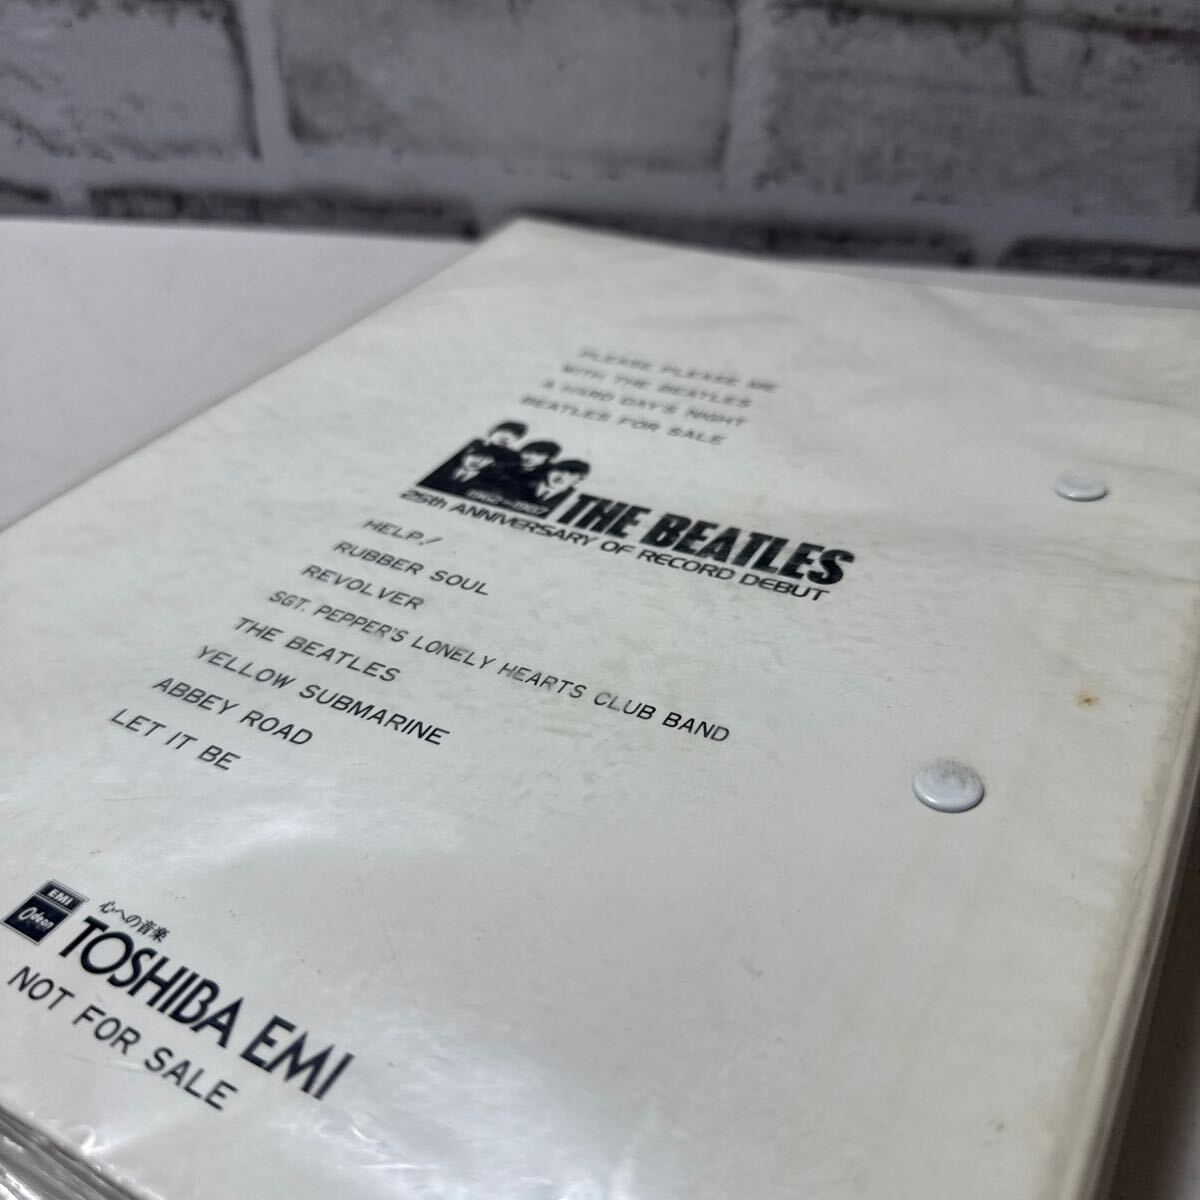 PLEASE PLEASE ME
WITH THE BEATLES
A HARD DAY'S NIGHT
BEATLES FOR SALE
1962-1987
THE BEATLES
25th ANNIVERSARY OF RECORD DEBUT
HELP!
RUBBER SOUL
REVOLVER
SGT. PEPPER'S LONELY HEARTS CLUB BAND
THE BEATLES
YELLOW SUBMARINE
ABBEY ROAD
LET IT BE
EMI
Odeon
心への音楽
TOSHIBA EMI
NOT FOR SALE